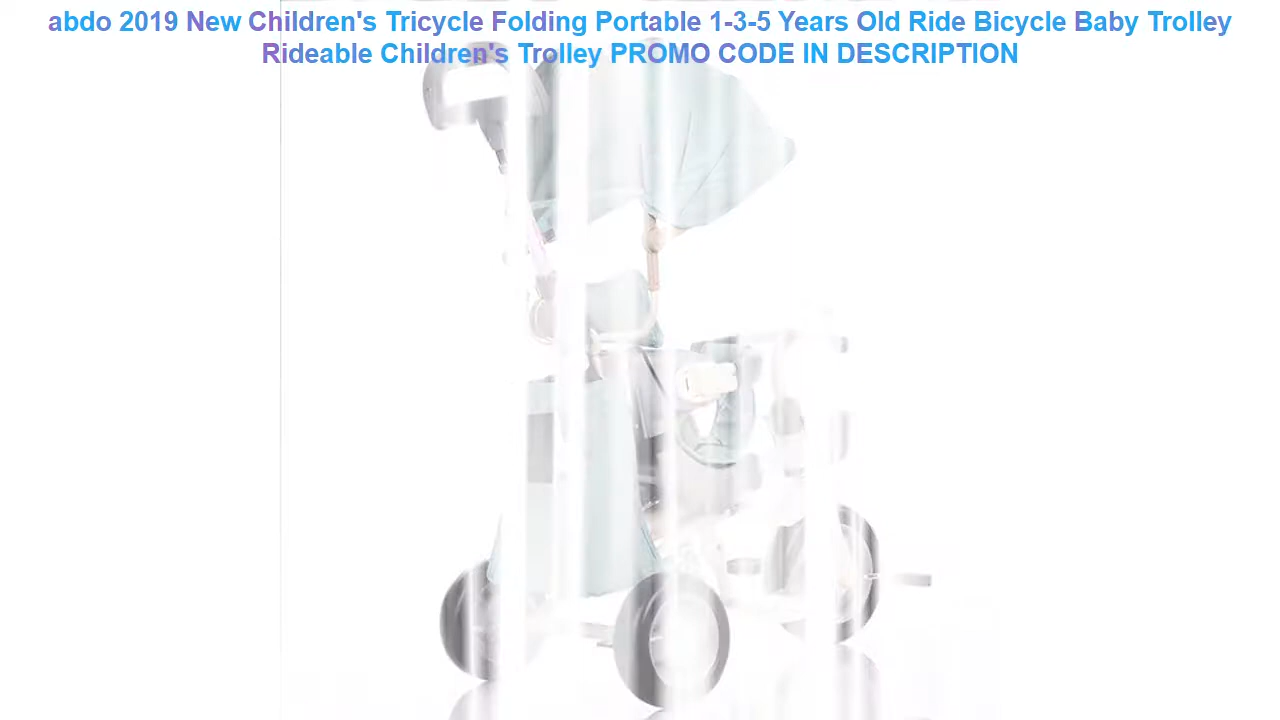 abdo 2019 New Children's Tricycle Folding Portable 1-3-5 Years Old Ride Bicycle Baby Trolley
Rideable Children's Trolley PROMO CODE IN DESCRIPTION